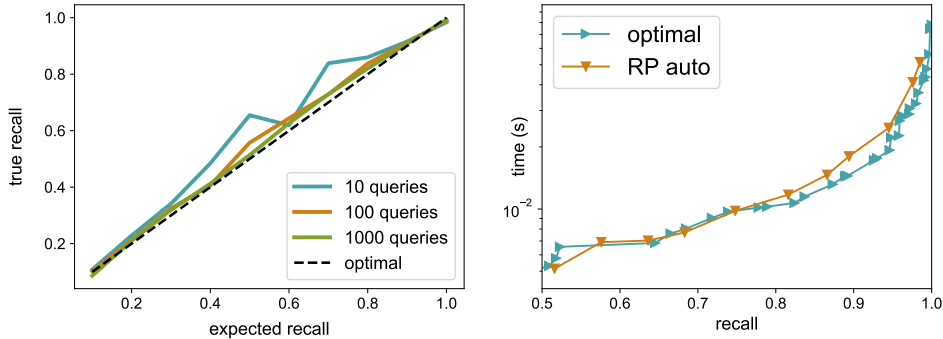 1.0
0.8
0.6
0.4
0.2
true recall
0.2
0.4
0.6
0.8
1.0
expected recall
10 queries
100 queries
1000 queries
optimal
optimal
RP auto
time (s)
10⁻²
0.5
0.6
0.7
0.8
0.9
1.0
recall